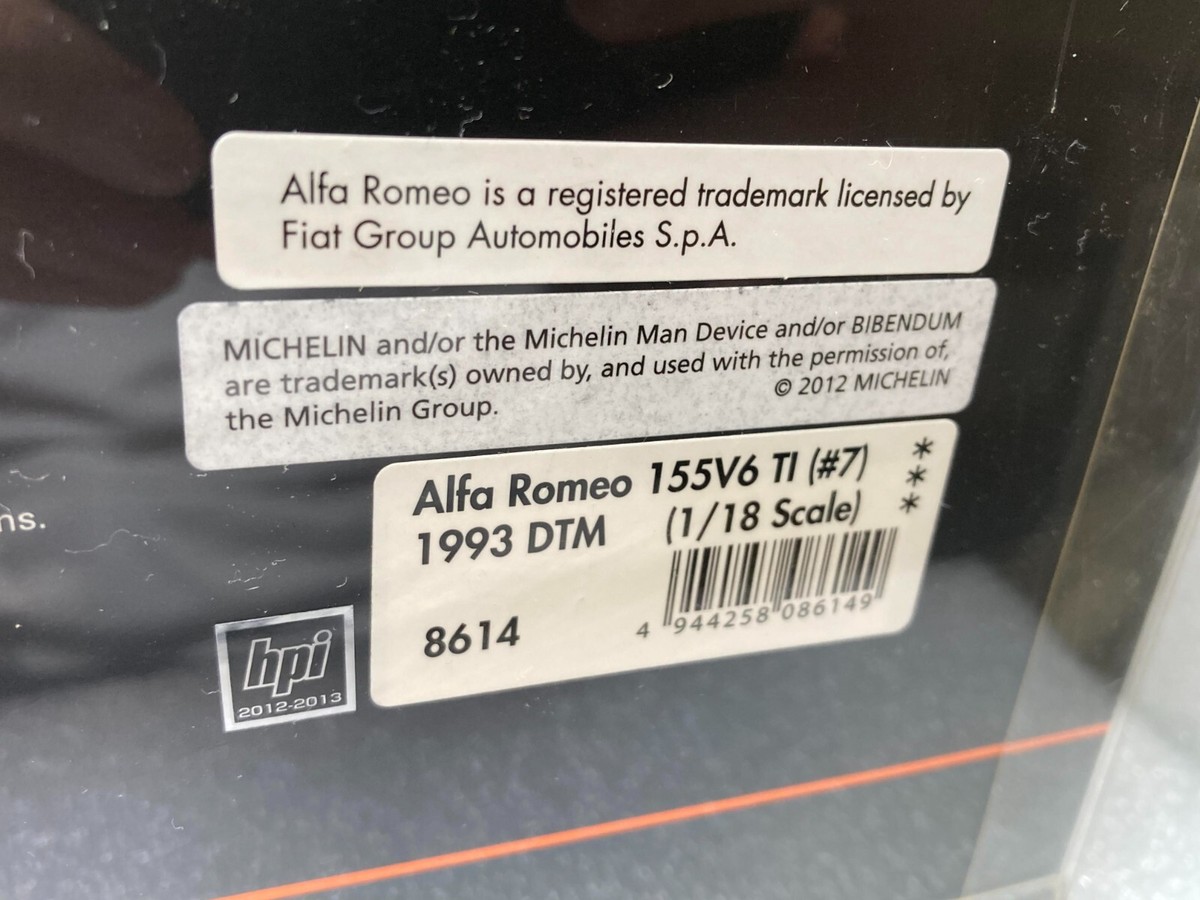 Alfa Romeo is a registered trademark licensed by
Fiat Group Automobiles S.p.A.
MICHELIN and/or the Michelin Man Device and/or BIBENDUM
are trademark(s) owned by, and used with the permission of,
the Michelin Group.
© 2012 MICHELIN
Alfa Romeo 155V6 TI (#7)
1993 DTM (1/18 Scale)
***
8614
4 944258 086149
hpi
2012-2013